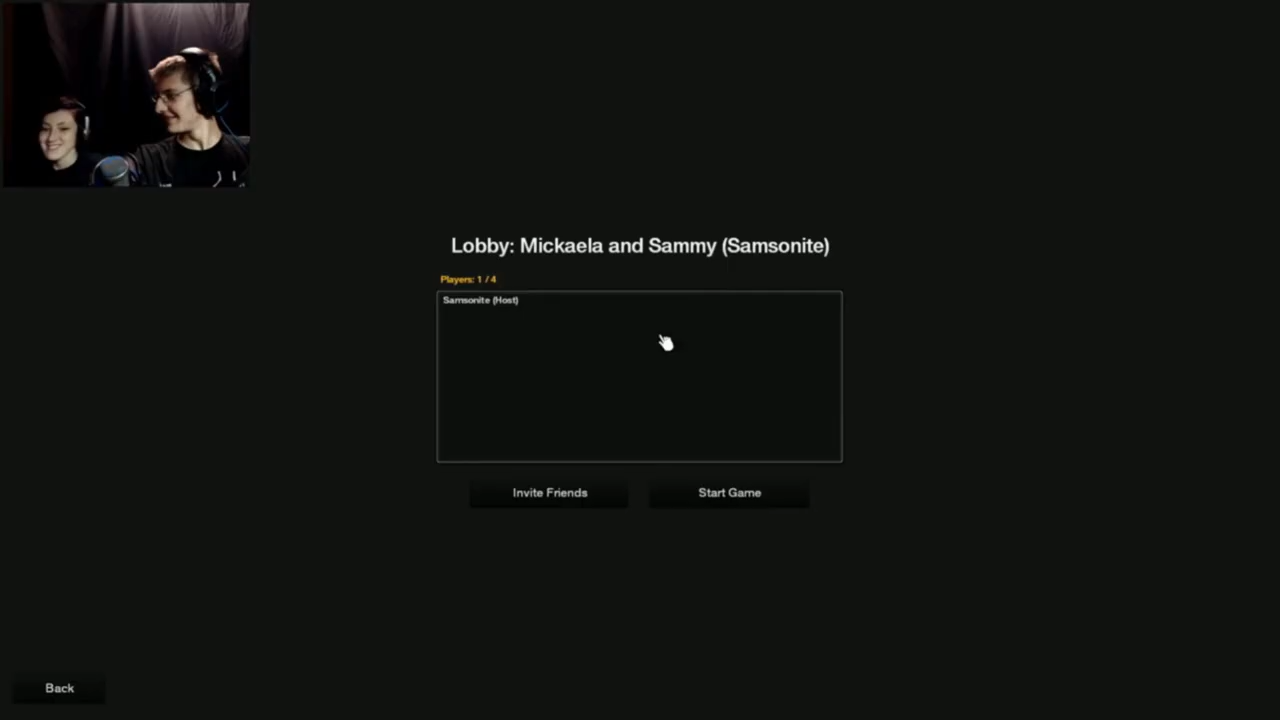 Lobby: Mickaela and Sammy (Samsonite)
Players: 1 / 4
Samsonite (Host)
Invite Friends
Start Game
Back